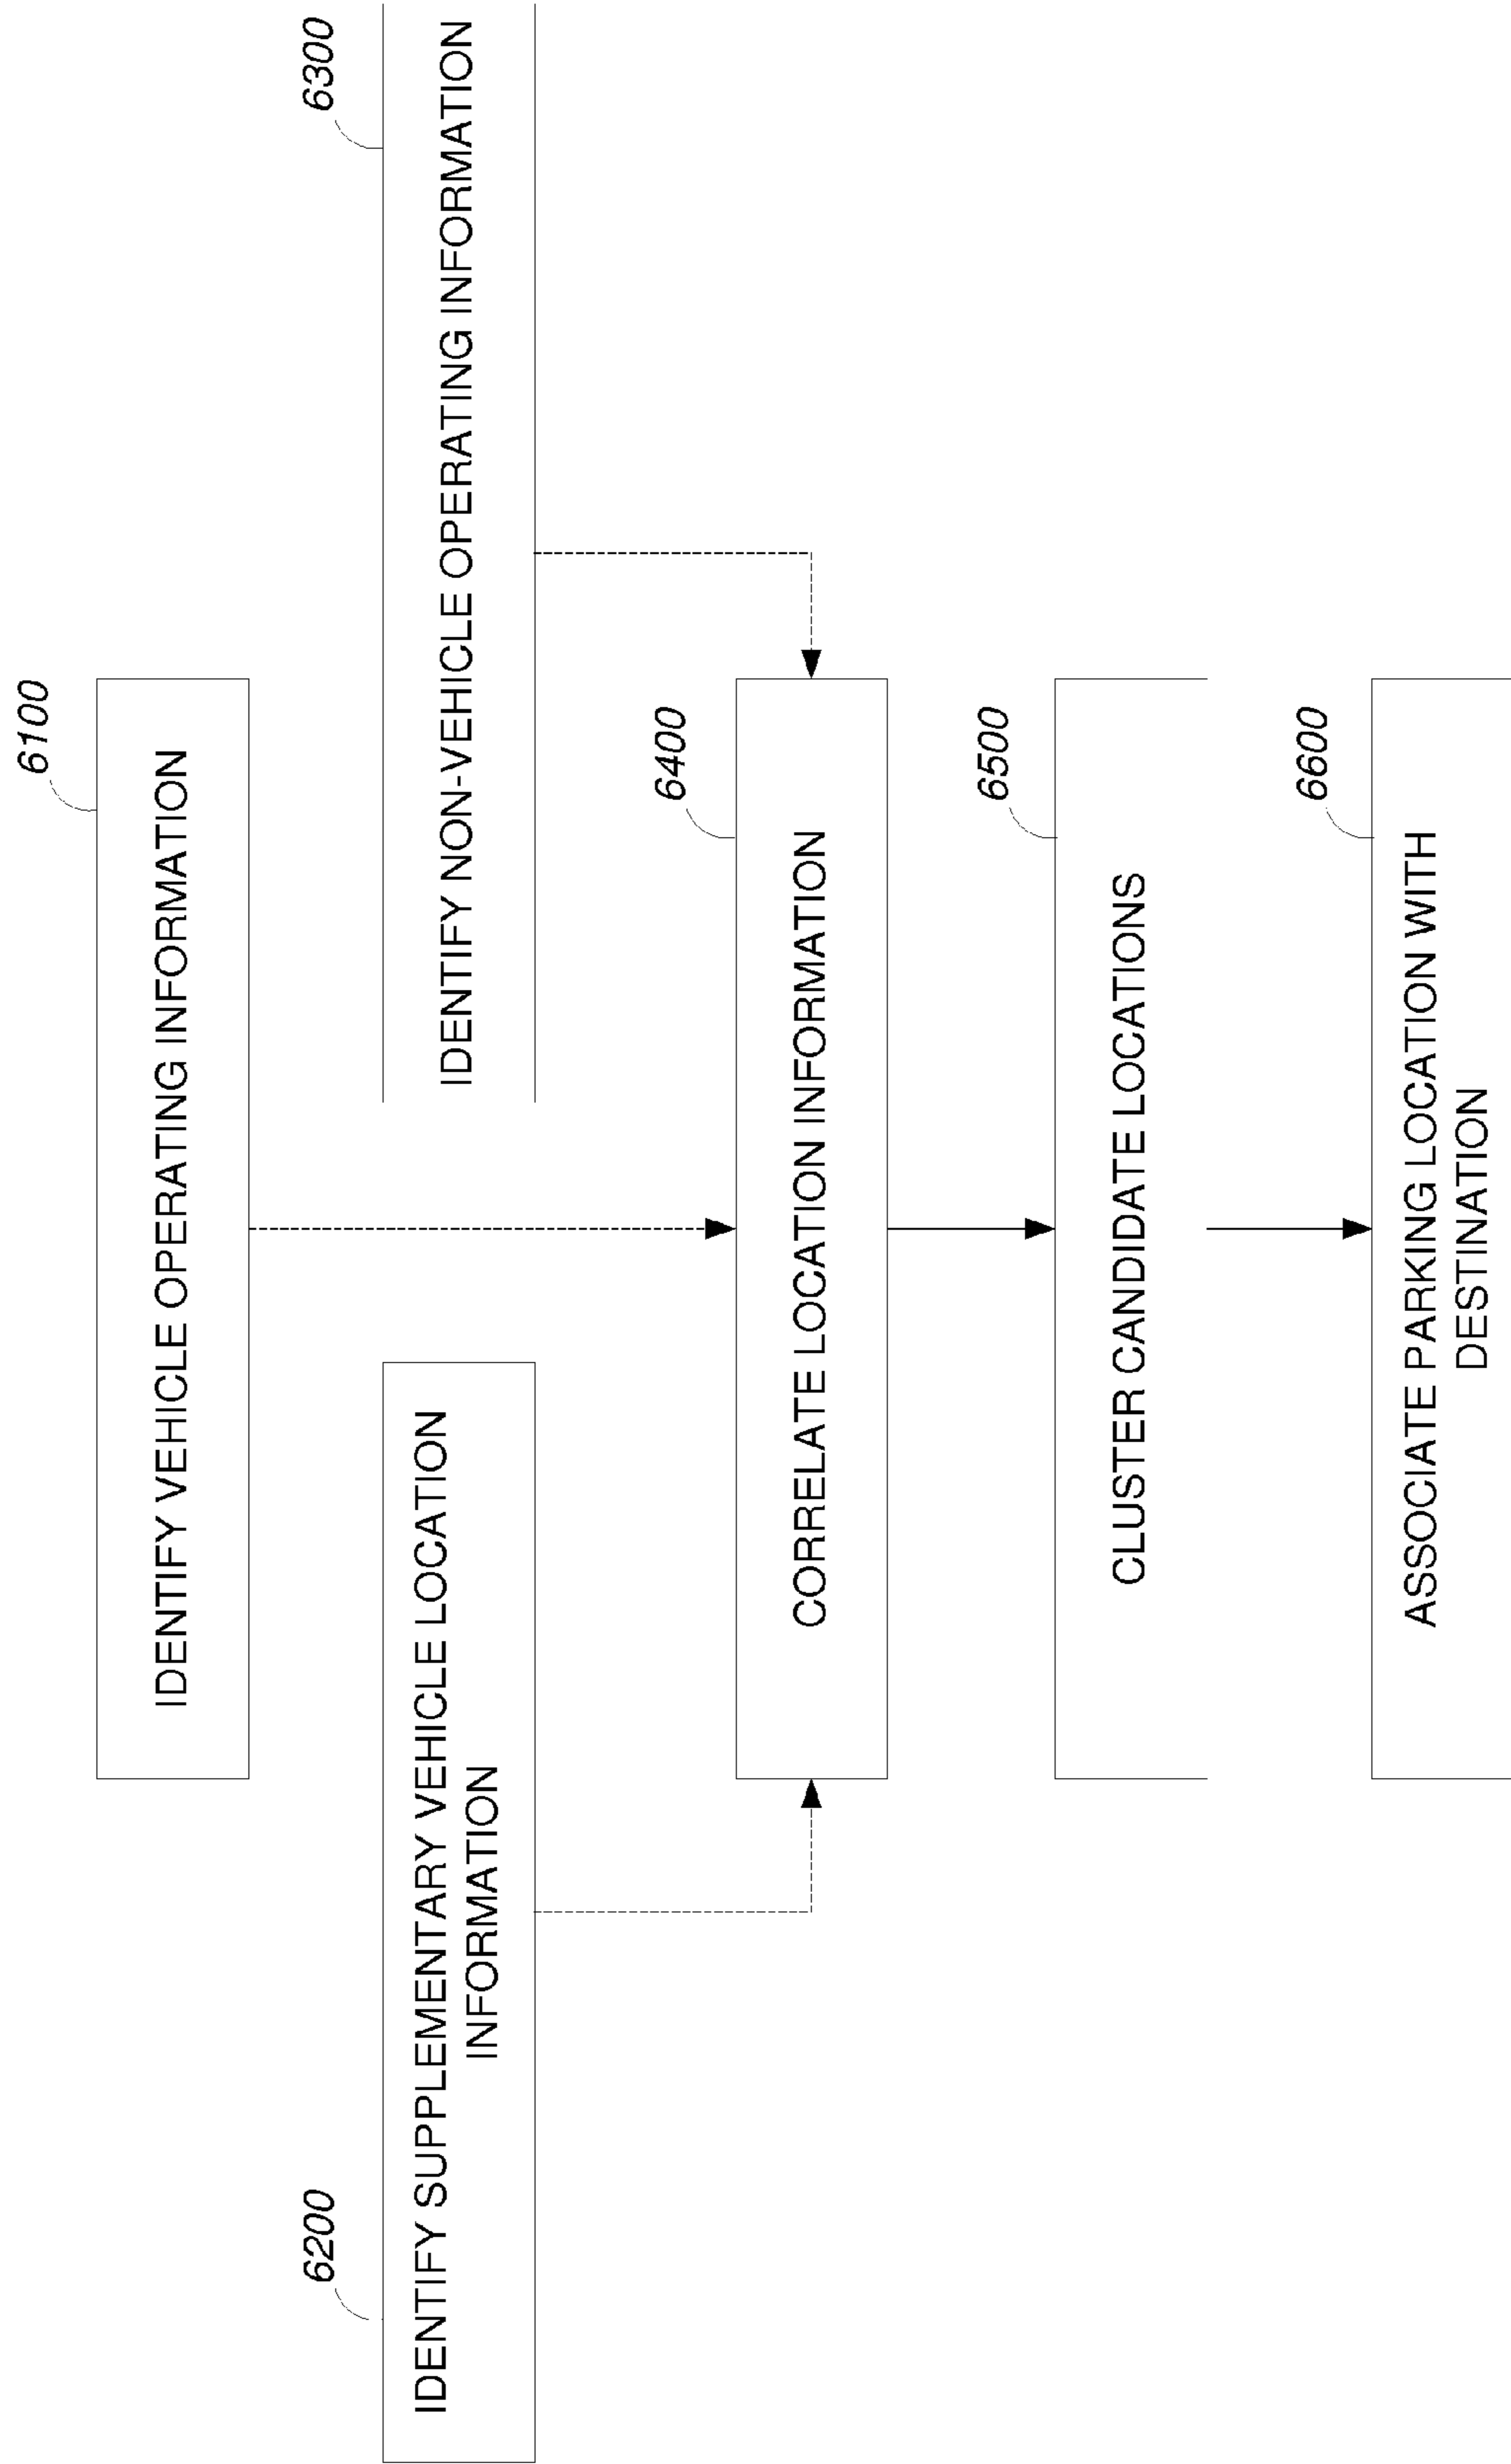 6100
IDENTIFY VEHICLE OPERATING INFORMATION
6200
IDENTIFY SUPPLEMENTARY VEHICLE LOCATION
INFORMATION
6300
IDENTIFY NON-VEHICLE OPERATING INFORMATION
6400
CORRELATE LOCATION INFORMATION
6500
CLUSTER CANDIDATE LOCATIONS
6600
ASSOCIATE PARKING LOCATION WITH
DESTINATION